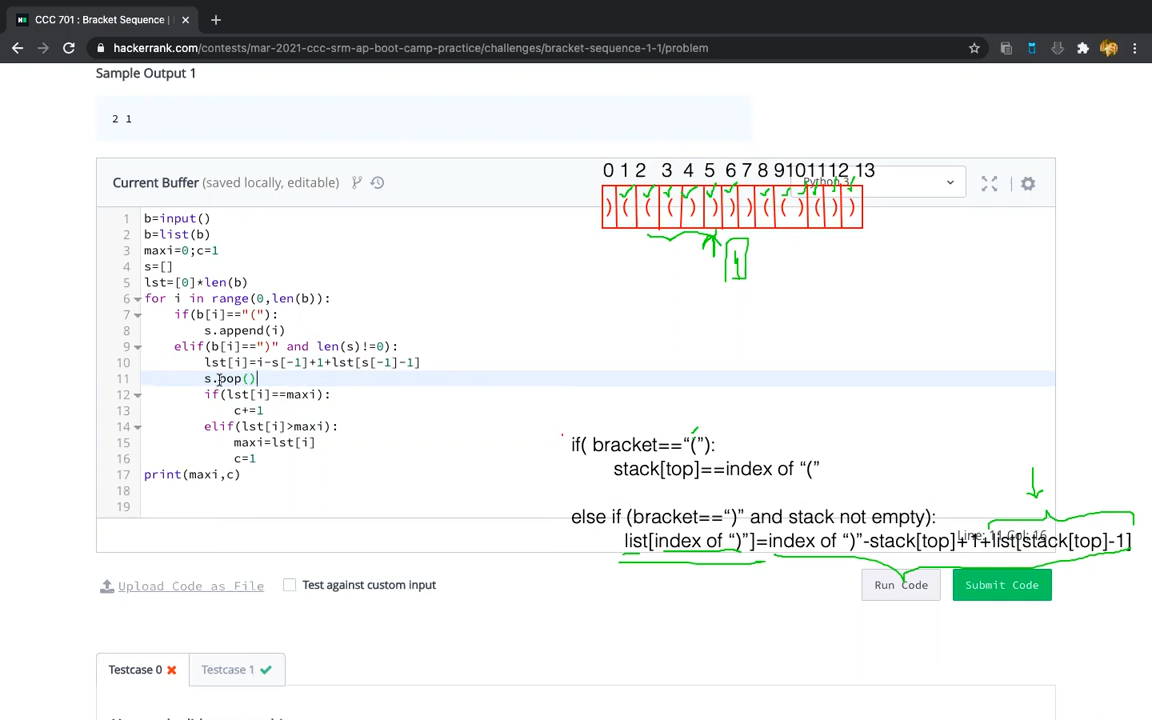 CCC 701 : Bracket Sequence |
hackerrank.com/contests/mar-2021-ccc-srm-ap-boot-camp-practice/challenges/bracket-sequence-1-1/problem
Sample Output 1
2 1
Current Buffer (saved locally, editable)
Python 3
0 1 2 3 4 5 6 7 8 9 10 11 12 13
) ( ( ( ) ) ) ) ( ( ) ( ) )
4
1 b=input()
2 b=list(b)
3 maxi=0;c=1
4 s=[]
5 lst=[0]*len(b)
6 for i in range(0,len(b)):
7 if(b[i]=="("):
8 s.append(i)
9 elif(b[i]==")" and len(s)!=0):
10 lst[i]=i-s[-1]+1+lst[s[-1]-1]
11 s.pop()
12 if(lst[i]==maxi):
13 c+=1
14 elif(lst[i]>maxi):
15 maxi=lst[i]
16 c=1
17 print(maxi,c)
18
19
if( bracket==“(”):
stack[top]==index of “(”
else if (bracket==“)” and stack not empty):
list[index of “)”]=index of “)”-stack[top]+1+list[stack[top]-1]
Line: 11 Col: 16
Upload Code as File
Test against custom input
Run Code
Submit Code
Testcase 0
Testcase 1